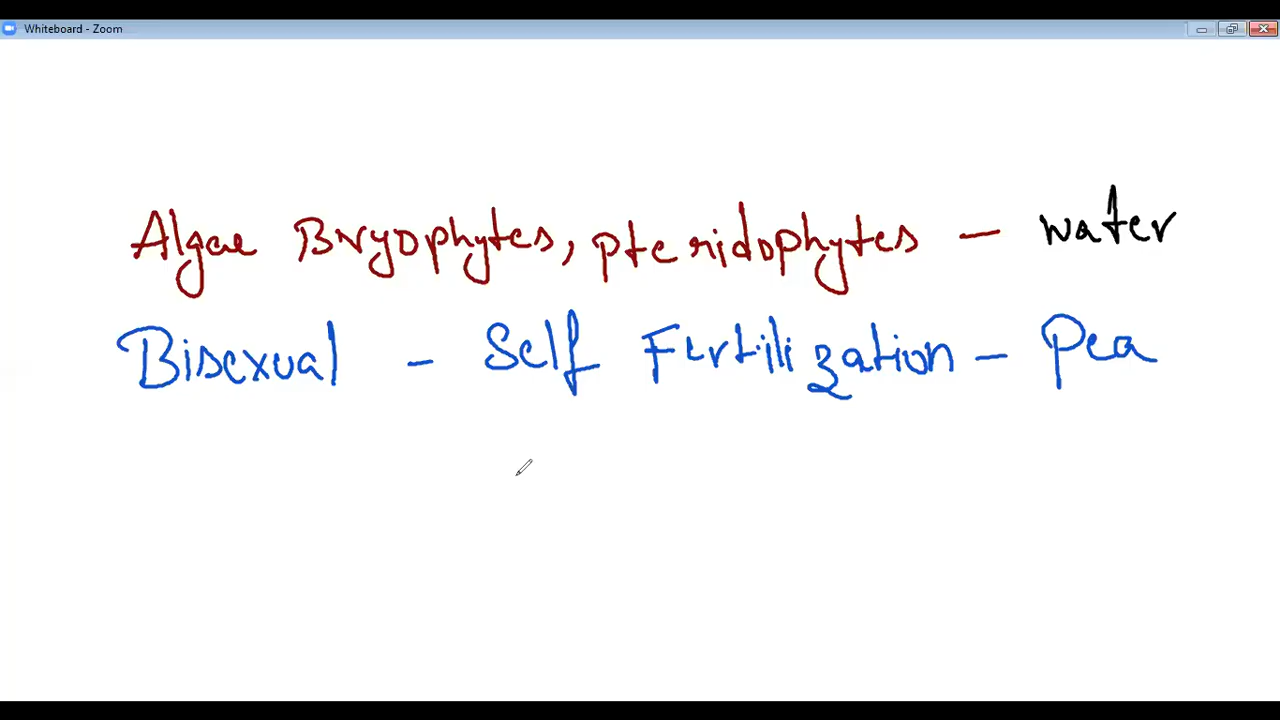 Whiteboard - Zoom
Algae Bryophytes, pteridophytes - water
Bisexual - Self Fertilization - Pea